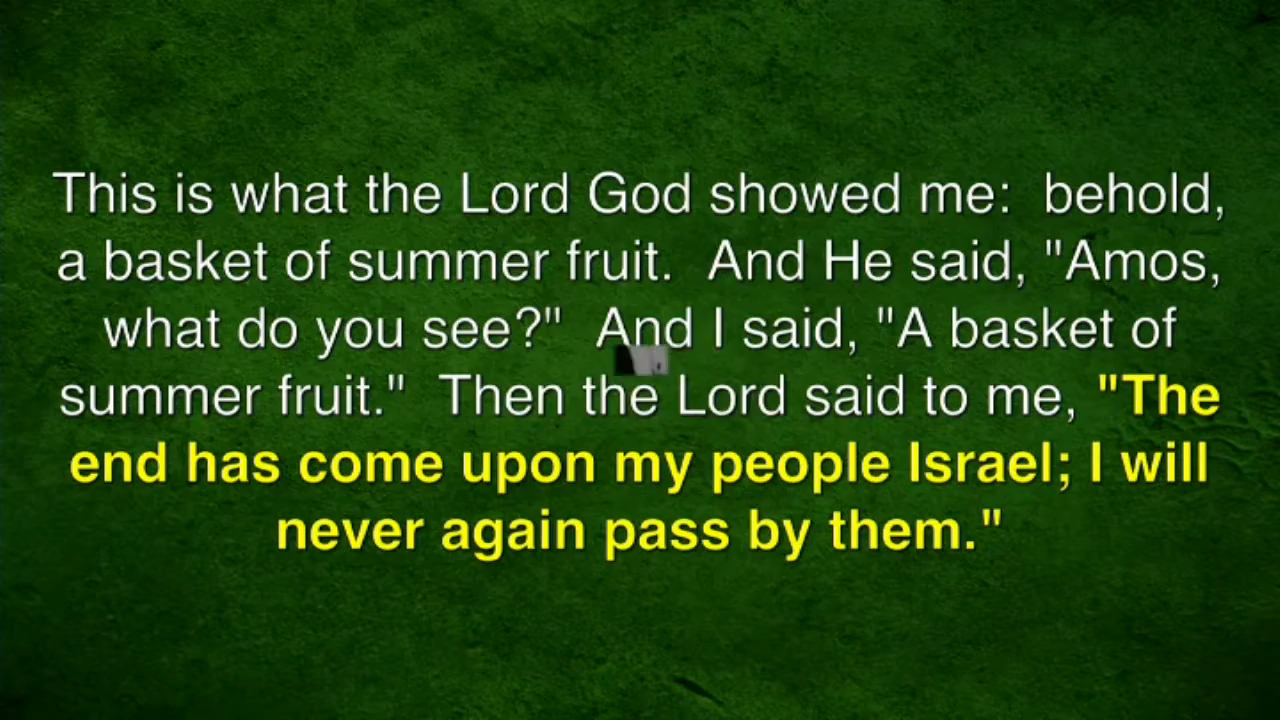 This is what the Lord God showed me:  behold,
a basket of summer fruit.  And He said, "Amos,
what do you see?"  And I said, "A basket of
summer fruit."  Then the Lord said to me, "The
end has come upon my people Israel; I will
never again pass by them."